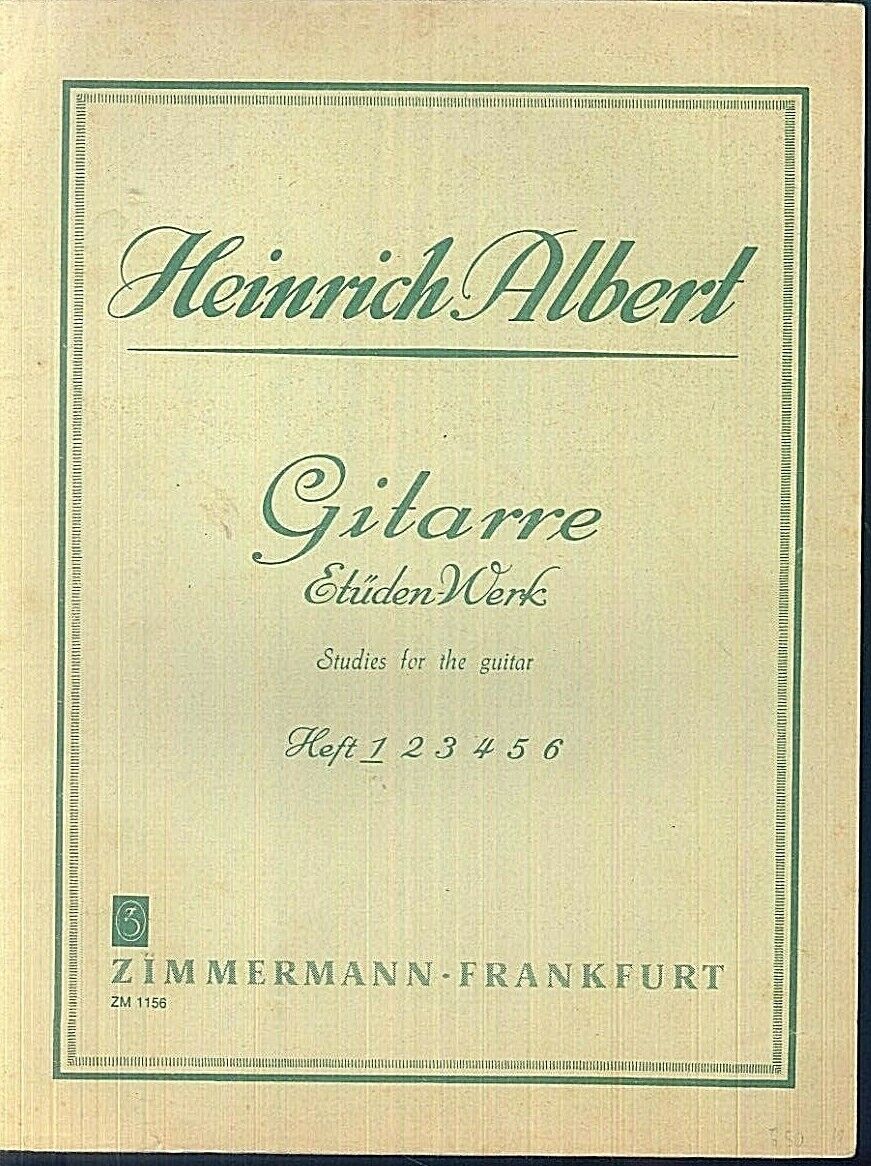 Heinrich Albert
Gitarre
Etüden-Werk
Studies for the guitar
Heft 1 2 3 4 5 6
ZIMMERMANN · FRANKFURT
ZM 1156